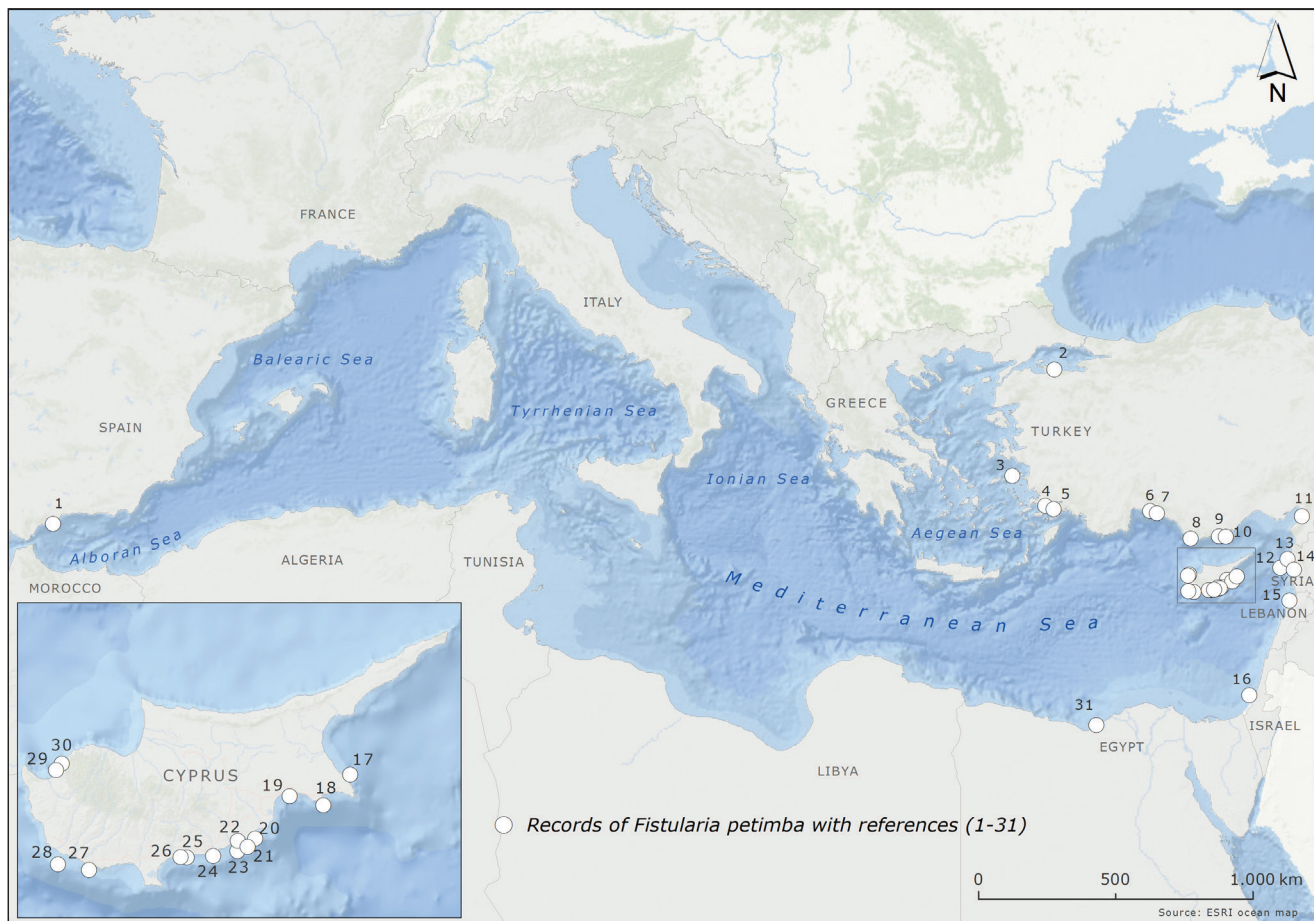 N
FRANCE
ITALY
Balearic Sea
SPAIN
Tyrrhenian Sea
GREECE
2
TURKEY
Ionian Sea
3
1
4
5
6
7
11
Alboran Sea
Aegean Sea
8
9
10
ALGERIA
TUNISIA
13
12
14
MOROCCO
SYRIA
15
LEBANON
Mediterranean Sea
16
31
ISRAEL
EGYPT
LIBYA
30
29
CYPRUS
17
19
18
22
20
25
26
21
28
27
24
23
Records of Fistularia petimba with references (1-31)
0 500 1.000 km
Source: ESRI ocean map